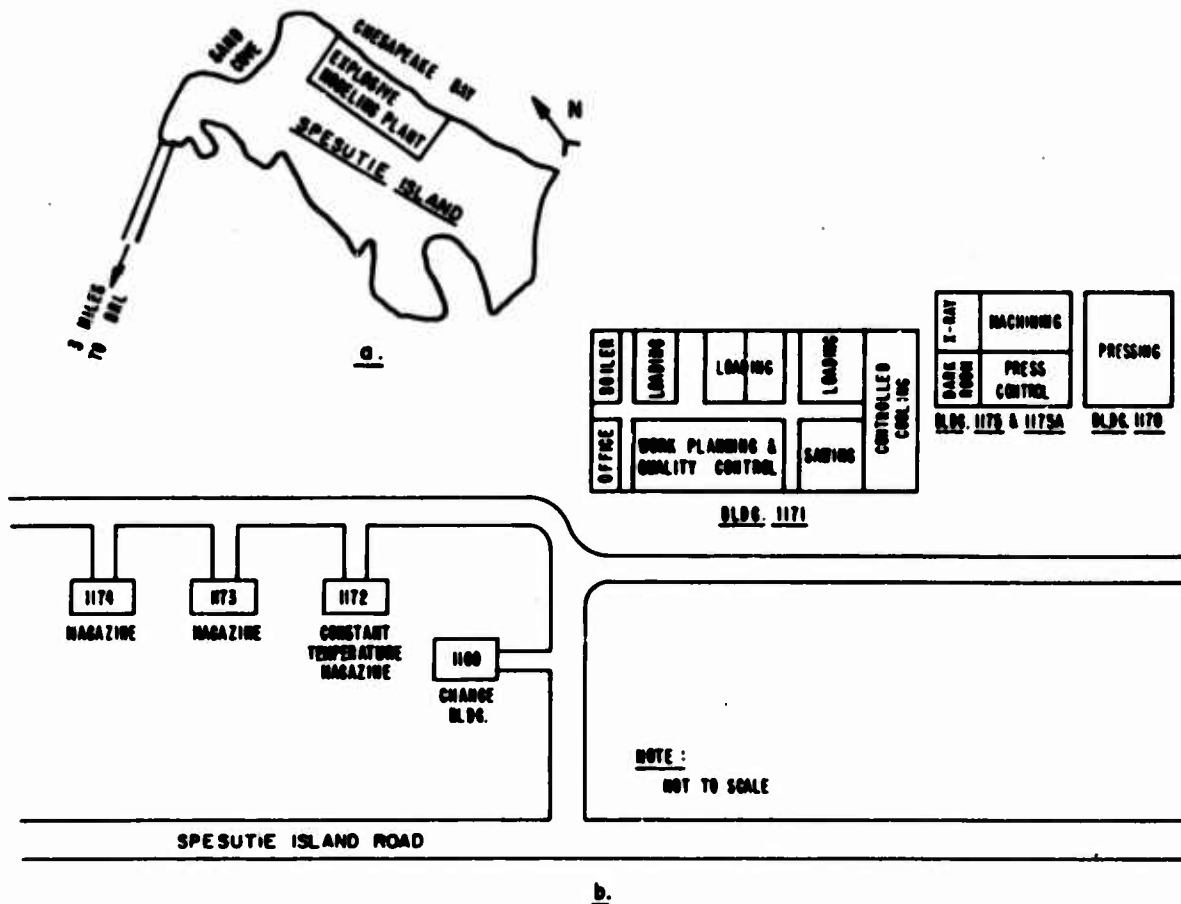 SAND
COVE
CHESAPEAKE BAY
EXPLOSIVE
MODELING PLANT
N
SPESUTIE ISLAND
3 MILES
TO BRL
a.
BOILER
LOADING
LOADING
LOADING
CONTROLLED
COOLING
OFFICE
WORK PLANNING &
QUALITY CONTROL
SAWING
BLDG. 1171
X-RAY
MACHINING
DARK
ROOM
PRESS
CONTROL
BLDG. 1175 & 1175A
PRESSING
BLDG. 1170
1174
MAGAZINE
1173
MAGAZINE
1172
CONSTANT
TEMPERATURE
MAGAZINE
1169
CHANGE
BLDG.
NOTE :
NOT TO SCALE
SPESUTIE ISLAND ROAD
b.